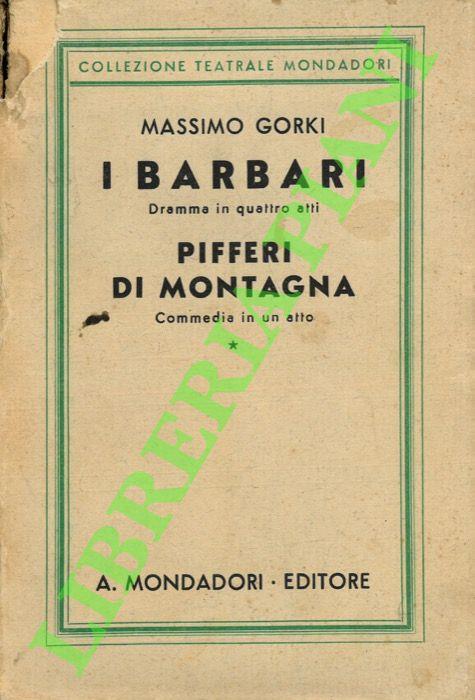 COLLEZIONE TEATRALE MONDADORI
MASSIMO GORKI
I BARBARI
Dramma in quattro atti
PIFFERI
DI MONTAGNA
Commedia in un atto
A. MONDADORI · EDITORE
LIBRERIA PIANI